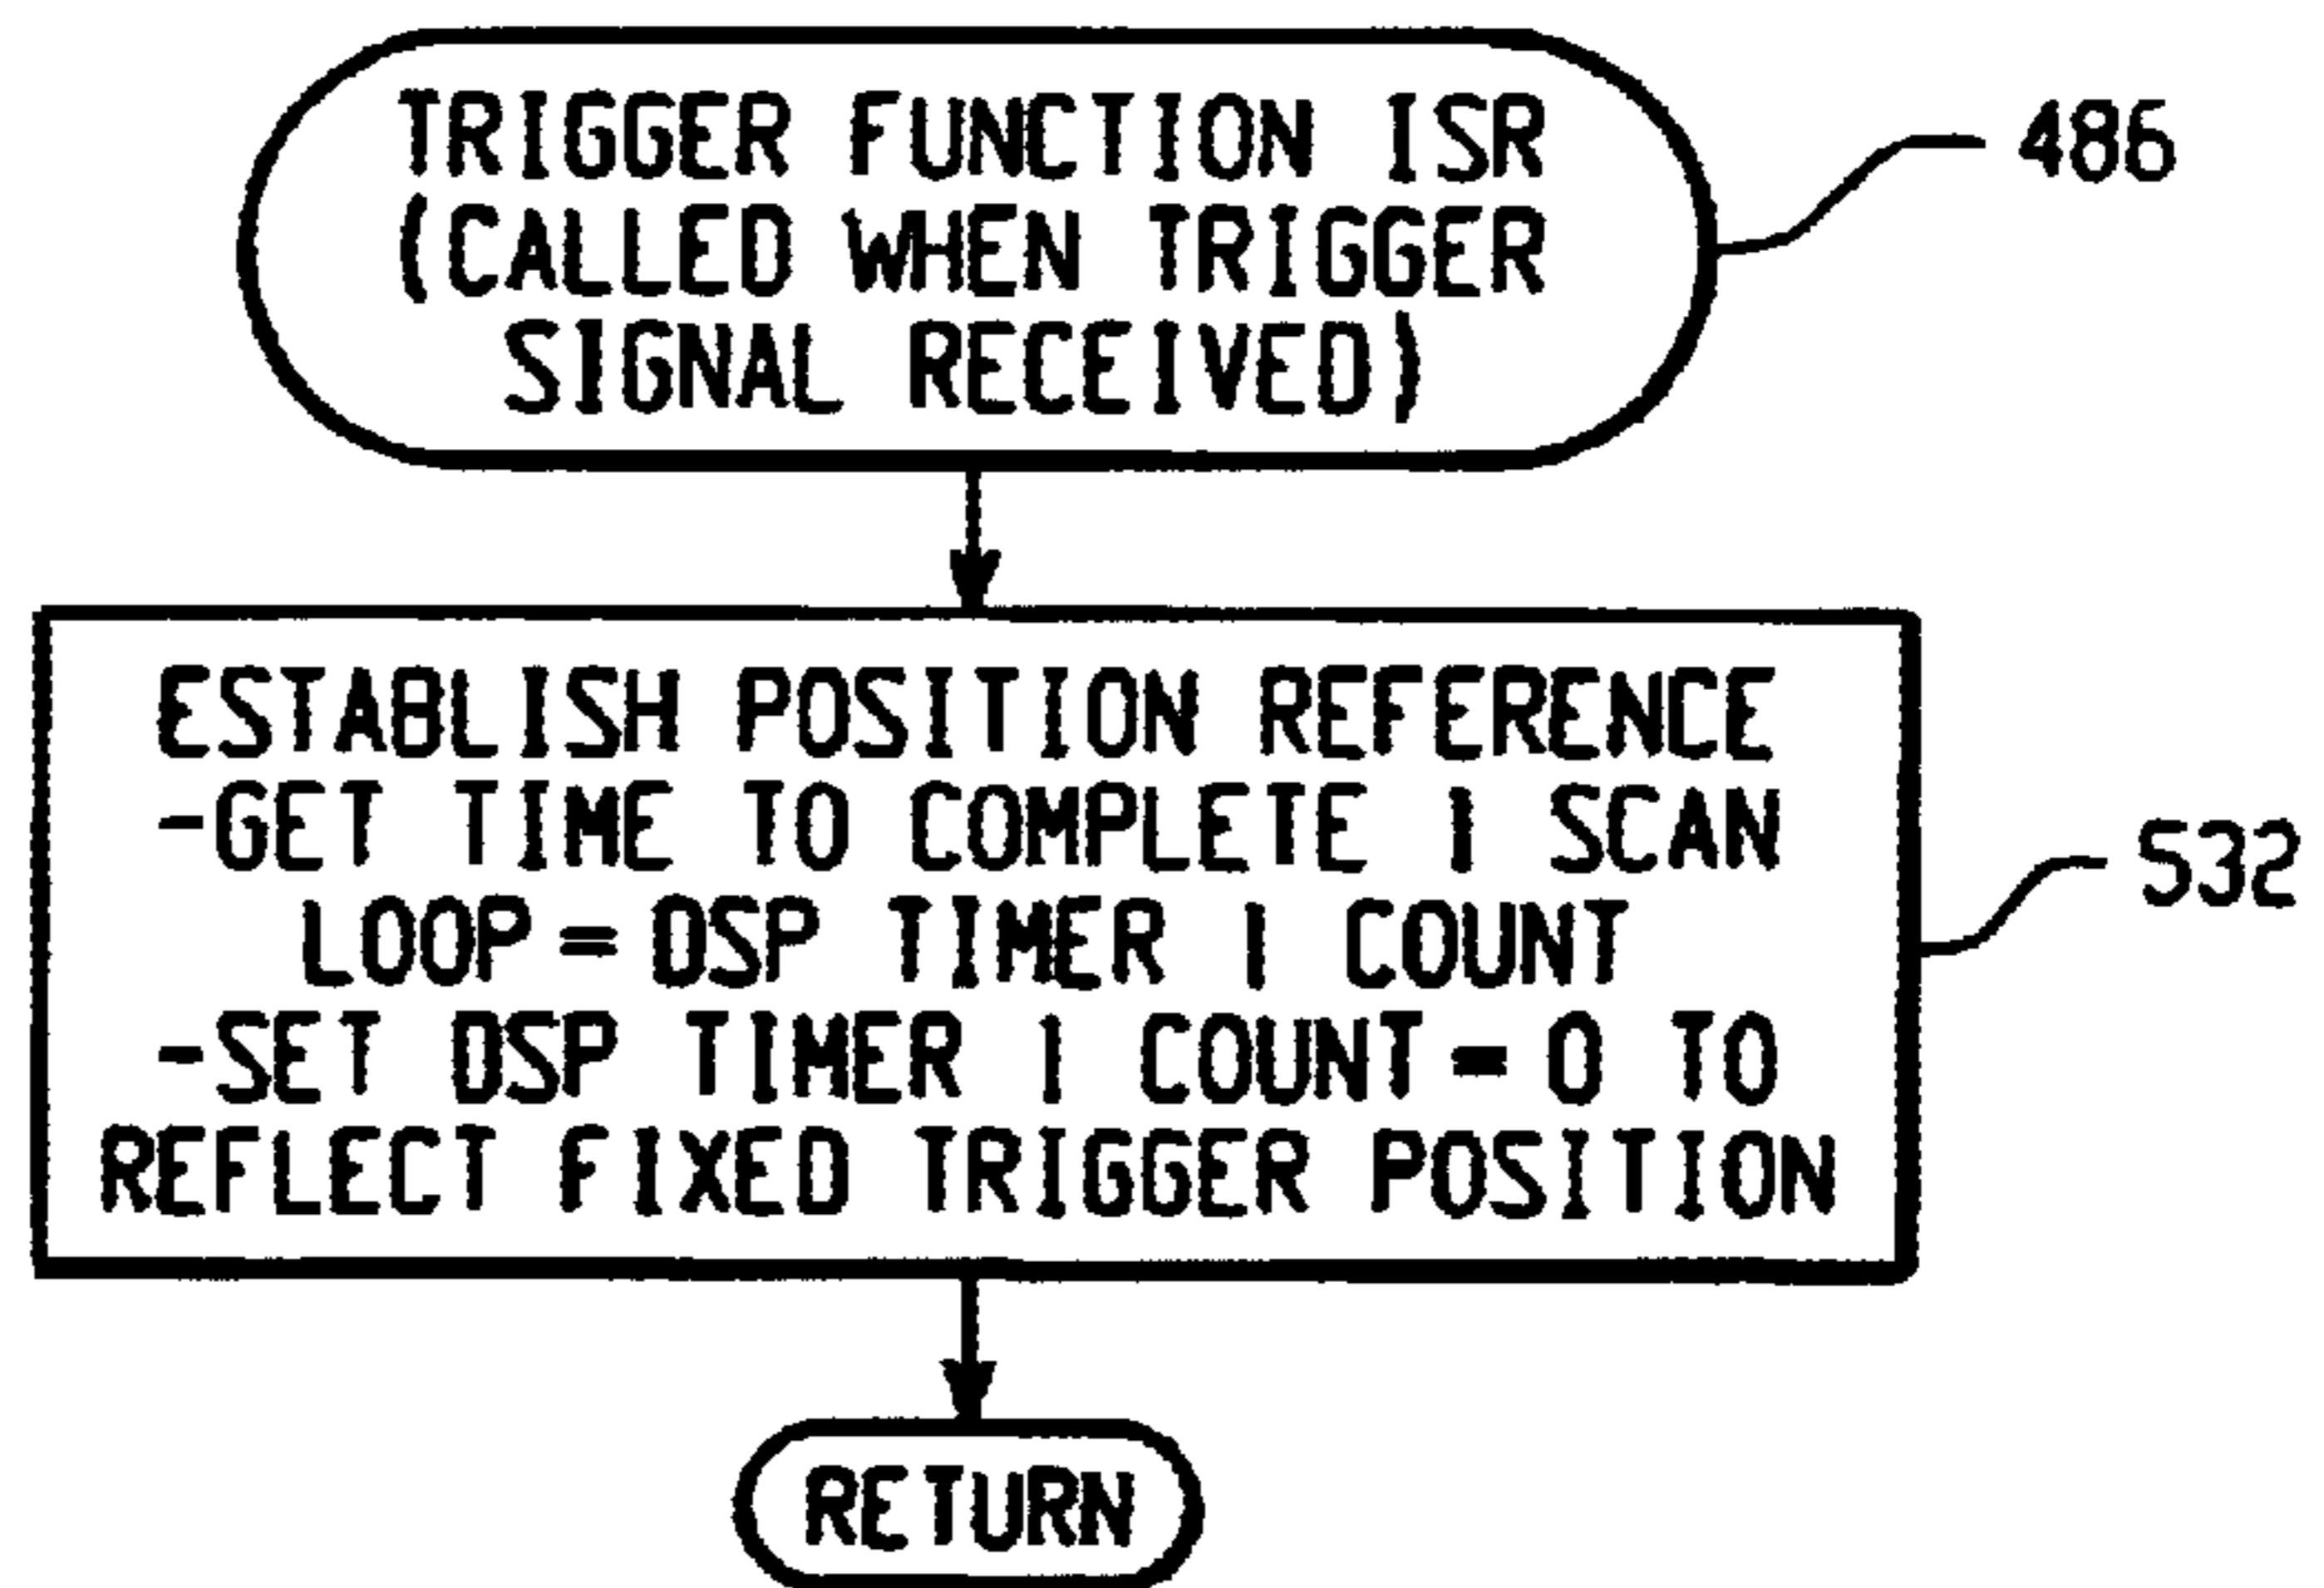 TRIGGER FUNCTION ISR
(CALLED WHEN TRIGGER
SIGNAL RECEIVED)
486
ESTABLISH POSITION REFERENCE
-GET TIME TO COMPLETE 1 SCAN
LOOP=DSP TIMER 1 COUNT
-SET DSP TIMER 1 COUNT=0 TO
REFLECT FIXED TRIGGER POSITION
532
RETURN